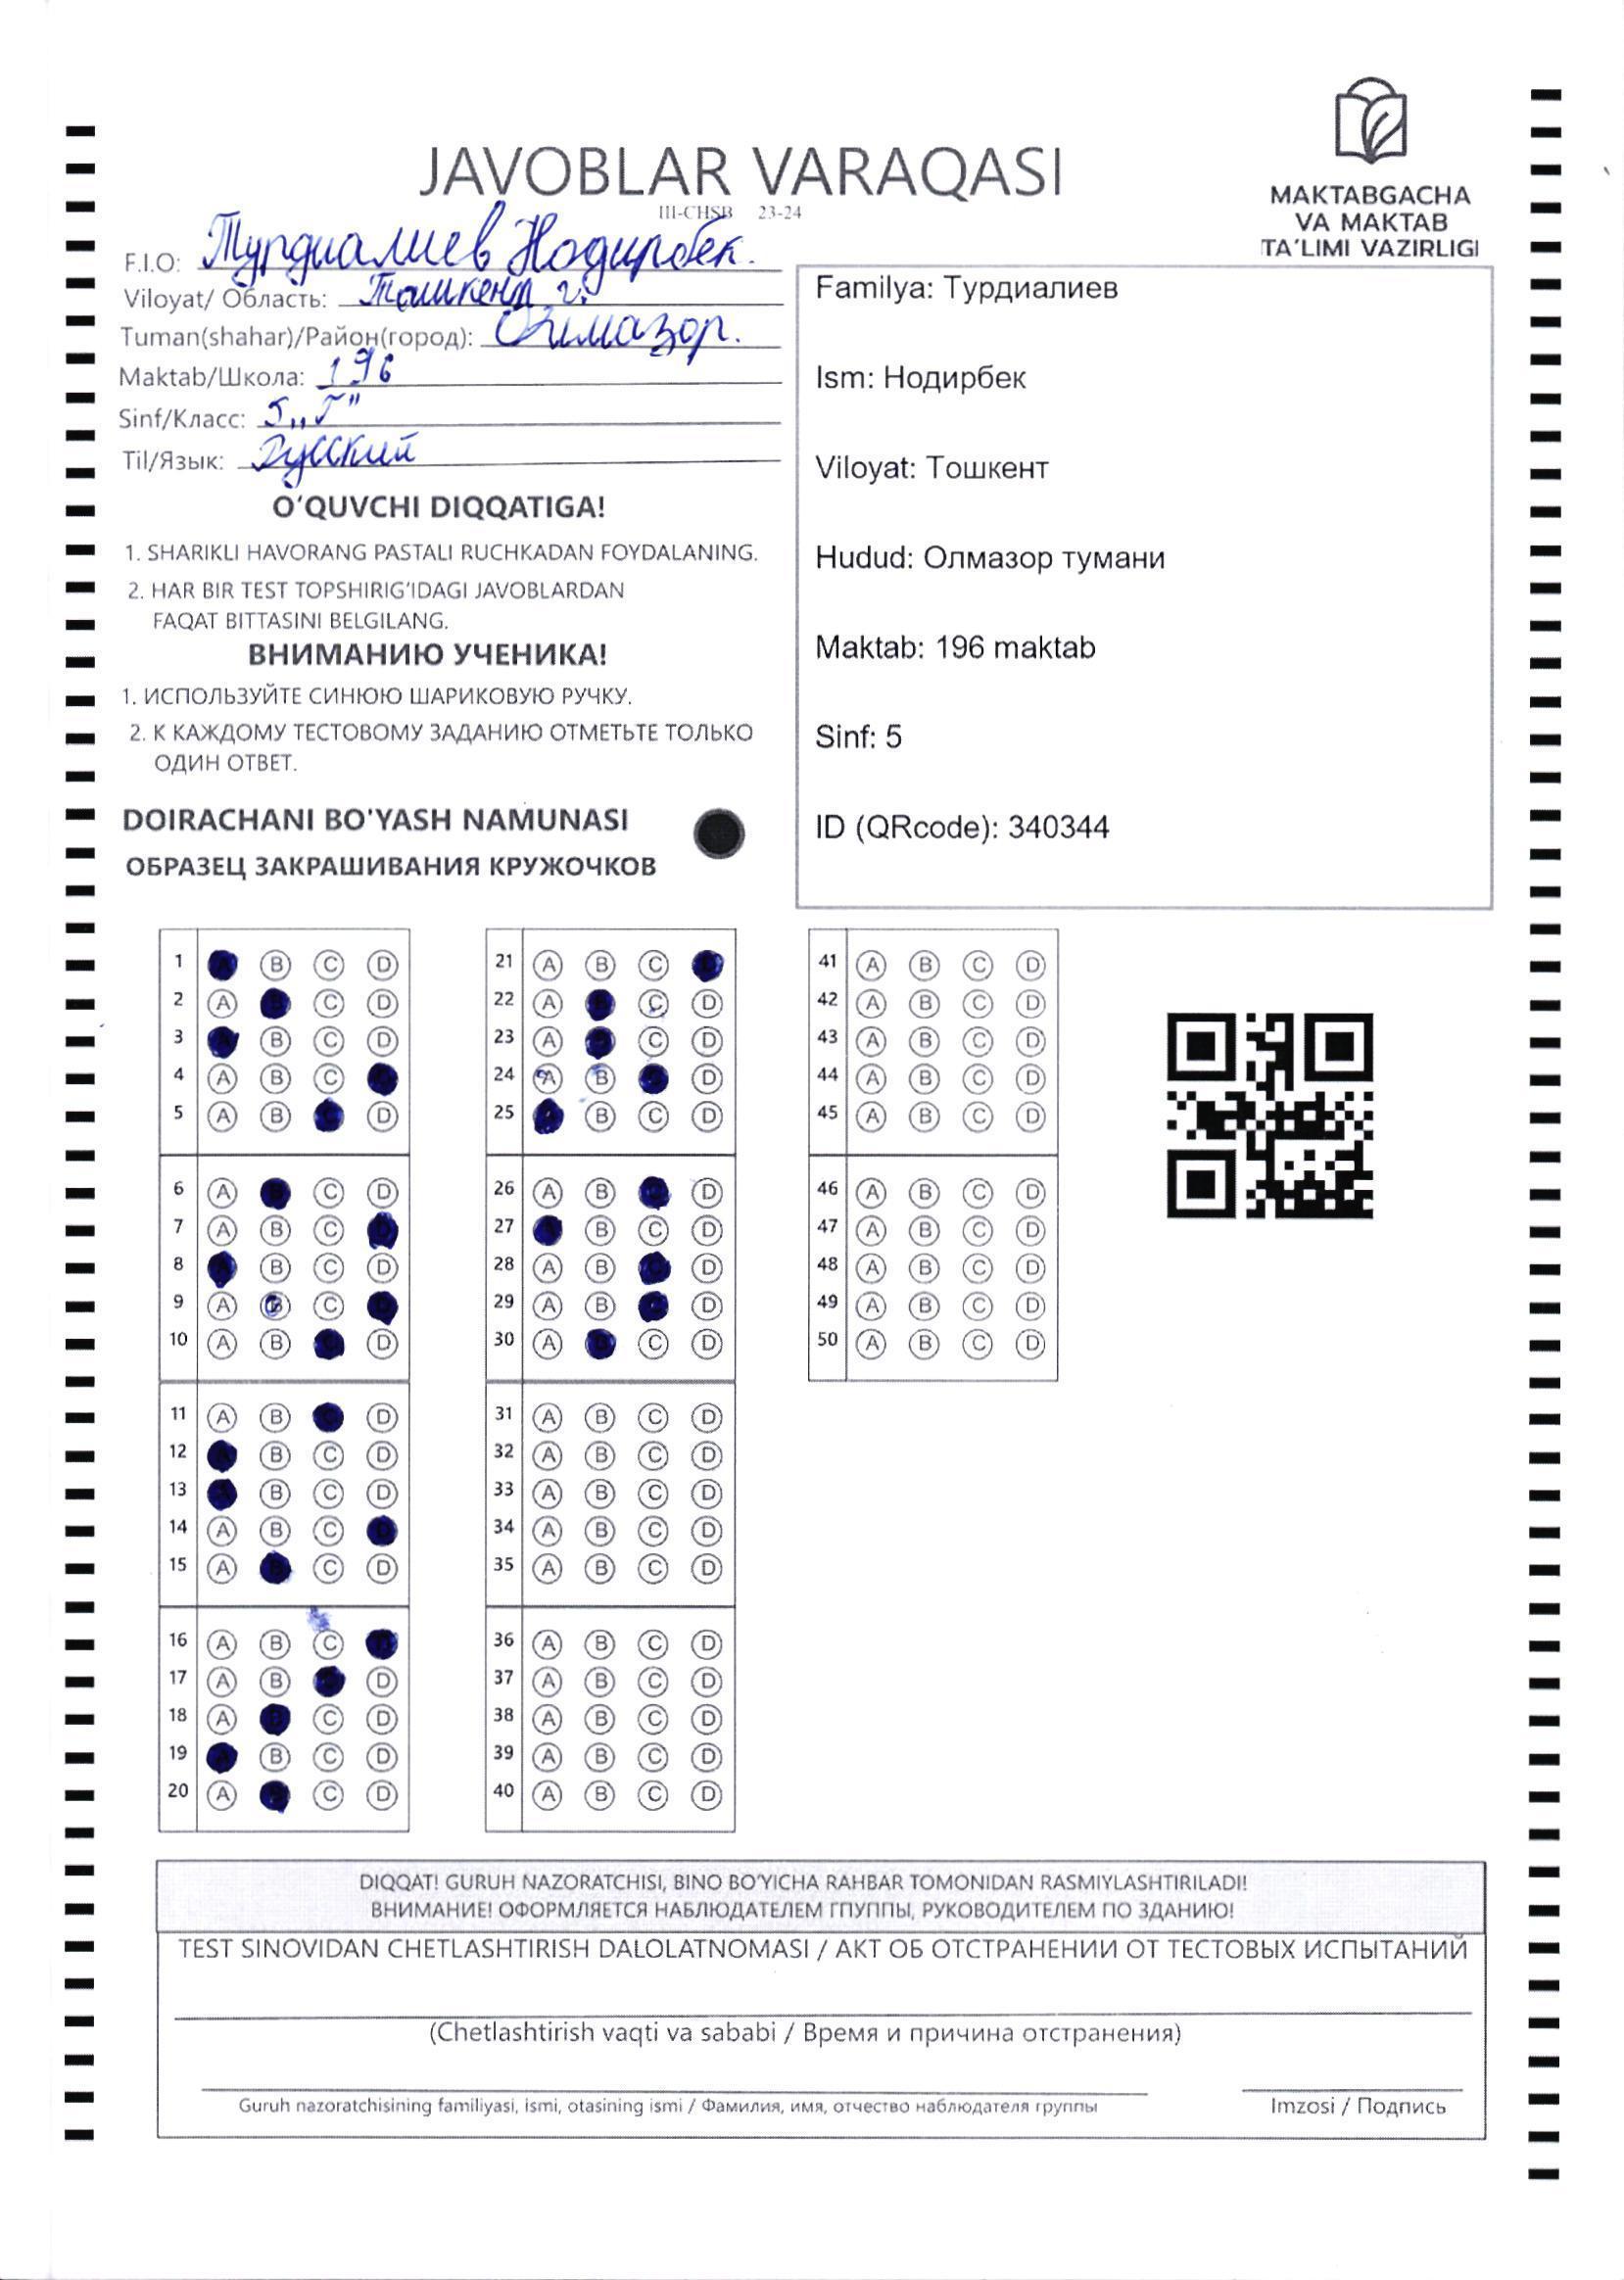 JAVOBLAR VARAQASI
III-CHSB 23-24
MAKTABGACHA
VA MAKTAB
TA'LIMI VAZIRLIGI
F.I.O: Турдиалиев Нодирбек.
Viloyat/ Область: Ташкент г.
Tuman(shahar)/Район(город): Олмазор.
Maktab/Школа: 196
Sinf/Класс: 5 „Г"
Til/Язык: Русский
O'QUVCHI DIQQATIGA!
1. SHARIKLI HAVORANG PASTALI RUCHKADAN FOYDALANING.
2. HAR BIR TEST TOPSHIRIG'IDAGI JAVOBLARDAN
FAQAT BITTASINI BELGILANG.
ВНИМАНИЮ УЧЕНИКА!
1. ИСПОЛЬЗУЙТЕ СИНЮЮ ШАРИКОВУЮ РУЧКУ.
2. К КАЖДОМУ ТЕСТОВОМУ ЗАДАНИЮ ОТМЕТЬТЕ ТОЛЬКО
ОДИН ОТВЕТ.
DOIRACHANI BO'YASH NAMUNASI
ОБРАЗЕЦ ЗАКРАШИВАНИЯ КРУЖОЧКОВ
Familya: Турдиалиев
Ism: Нодирбек
Viloyat: Тошкент
Hudud: Олмазор тумани
Maktab: 196 maktab
Sinf: 5
ID (QRcode): 340344
1 A B C D
2 A B C D
3 A B C D
4 A B C D
5 A B C D
6 A B C D
7 A B C D
8 A B C D
9 A B C D
10 A B C D
11 A B C D
12 A B C D
13 A B C D
14 A B C D
15 A B C D
16 A B C D
17 A B C D
18 A B C D
19 A B C D
20 A B C D
21 A B C D
22 A B C D
23 A B C D
24 A B C D
25 A B C D
26 A B C D
27 A B C D
28 A B C D
29 A B C D
30 A B C D
31 A B C D
32 A B C D
33 A B C D
34 A B C D
35 A B C D
36 A B C D
37 A B C D
38 A B C D
39 A B C D
40 A B C D
41 A B C D
42 A B C D
43 A B C D
44 A B C D
45 A B C D
46 A B C D
47 A B C D
48 A B C D
49 A B C D
50 A B C D
DIQQAT! GURUH NAZORATCHISI, BINO BO'YICHA RAHBAR TOMONIDAN RASMIYLASHTIRILADI!
ВНИМАНИЕ! ОФОРМЛЯЕТСЯ НАБЛЮДАТЕЛЕМ ГПУППЫ, РУКОВОДИТЕЛЕМ ПО ЗДАНИЮ!
TEST SINOVIDAN CHETLASHTIRISH DALOLATNOMASI / АКТ ОБ ОТСТРАНЕНИИ ОТ ТЕСТОВЫХ ИСПЫТАНИЙ
(Chetlashtirish vaqti va sababi / Время и причина отстранения)
Guruh nazoratchisining familiyasi, ismi, otasining ismi / Фамилия, имя, отчество наблюдателя группы
Imzosi / Подпись